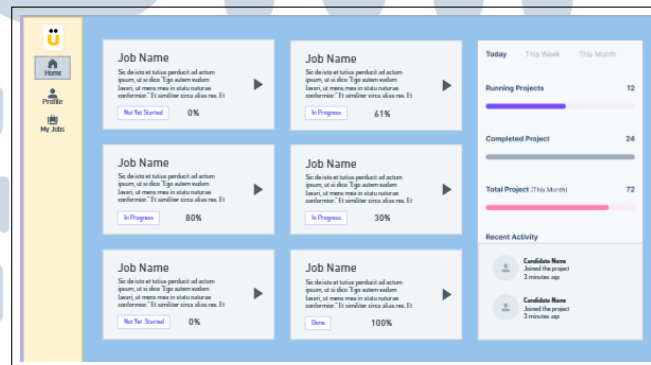 ü
Home
Profile
My Jobs
Job Name
Sic de isto et tutius perducit ad actum
ipsum, ut si dico "Ego autem vadam
lavari, ut mens mea in statu naturae
conformior." Et similiter circa alias res. Et
Not Yet Started 0%
Job Name
Sic de isto et tutius perducit ad actum
ipsum, ut si dico "Ego autem vadam
lavari, ut mens mea in statu naturae
conformior." Et similiter circa alias res. Et
In Progress 61%
Job Name
Sic de isto et tutius perducit ad actum
ipsum, ut si dico "Ego autem vadam
lavari, ut mens mea in statu naturae
conformior." Et similiter circa alias res. Et
In Progress 80%
Job Name
Sic de isto et tutius perducit ad actum
ipsum, ut si dico "Ego autem vadam
lavari, ut mens mea in statu naturae
conformior." Et similiter circa alias res. Et
In Progress 30%
Job Name
Sic de isto et tutius perducit ad actum
ipsum, ut si dico "Ego autem vadam
lavari, ut mens mea in statu naturae
conformior." Et similiter circa alias res. Et
Not Yet Started 0%
Job Name
Sic de isto et tutius perducit ad actum
ipsum, ut si dico "Ego autem vadam
lavari, ut mens mea in statu naturae
conformior." Et similiter circa alias res. Et
Done 100%
Today This Week This Month
Running Projects 12
Completed Project 24
Total Project (This Month) 72
Recent Activity
Candidate Name
Joined the project
3 minutes ago
Candidate Name
Joined the project
3 minutes ago